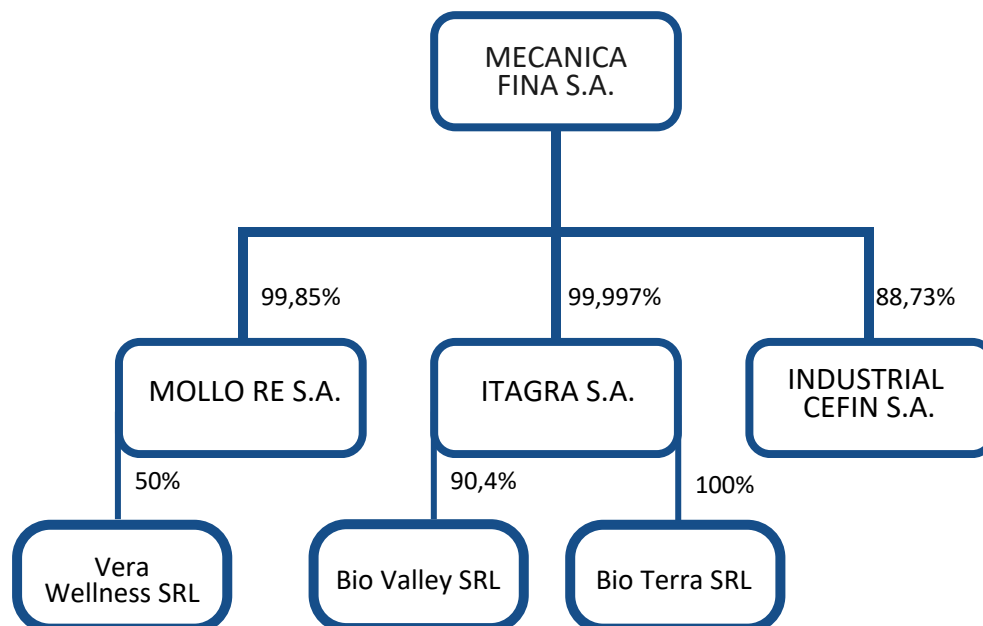 MECANICA
FINA S.A.
99,85%
99,997%
88,73%
MOLLO RE S.A.
ITAGRA S.A.
INDUSTRIAL
CEFIN S.A.
50%
90,4%
100%
Vera
Wellness SRL
Bio Valley SRL
Bio Terra SRL